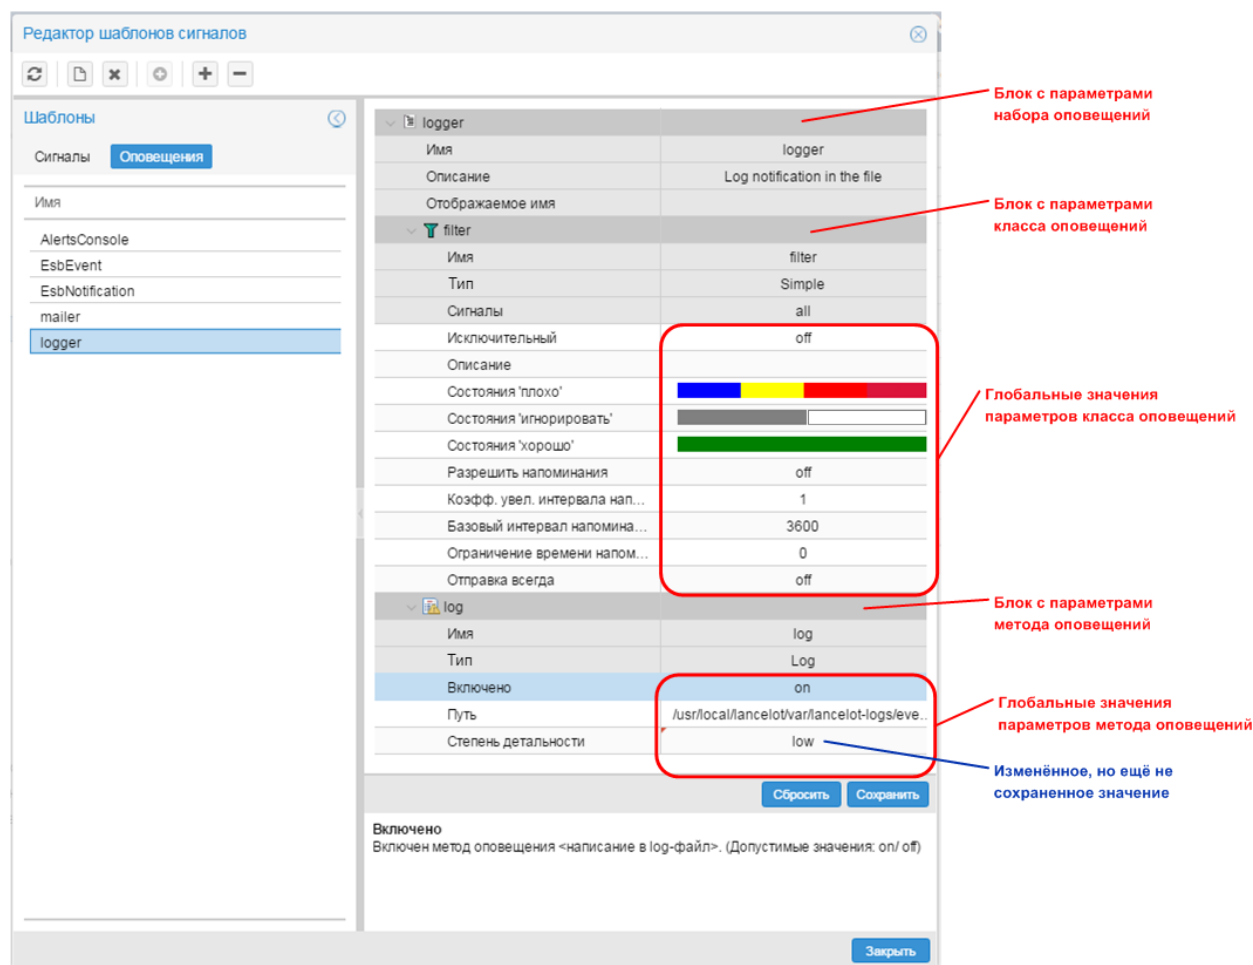 Редактор шаблонов сигналов
Шаблоны
Сигналы Оповещения
Имя
AlertsConsole
EsbEvent
EsbNotification
mailer
logger
logger
Имя logger
Описание Log notification in the file
Отображаемое имя
filter
Имя filter
Тип Simple
Сигналы all
Исключительный off
Описание
Состояния 'плохо'
Состояния 'игнорировать'
Состояния 'хорошо'
Разрешить напоминания off
Коэфф. увел. интервала нап... 1
Базовый интервал напомина... 3600
Ограничение времени напом... 0
Отправка всегда off
log
Имя log
Тип Log
Включено on
Путь /usr/local/lancelot/var/lancelot-logs/eve..
Степень детальности low
Сбросить Сохранить
Включено
Включен метод оповещения <написание в log-файл>. (Допустимые значения: on/ off)
Закрыть
Блок с параметрами
набора оповещений
Блок с параметрами
класса оповещений
Глобальные значения
параметров класса оповещений
Блок с параметрами
метода оповещений
Глобальные значения
параметров метода оповещений
Изменённое, но ещё не
сохраненное значение